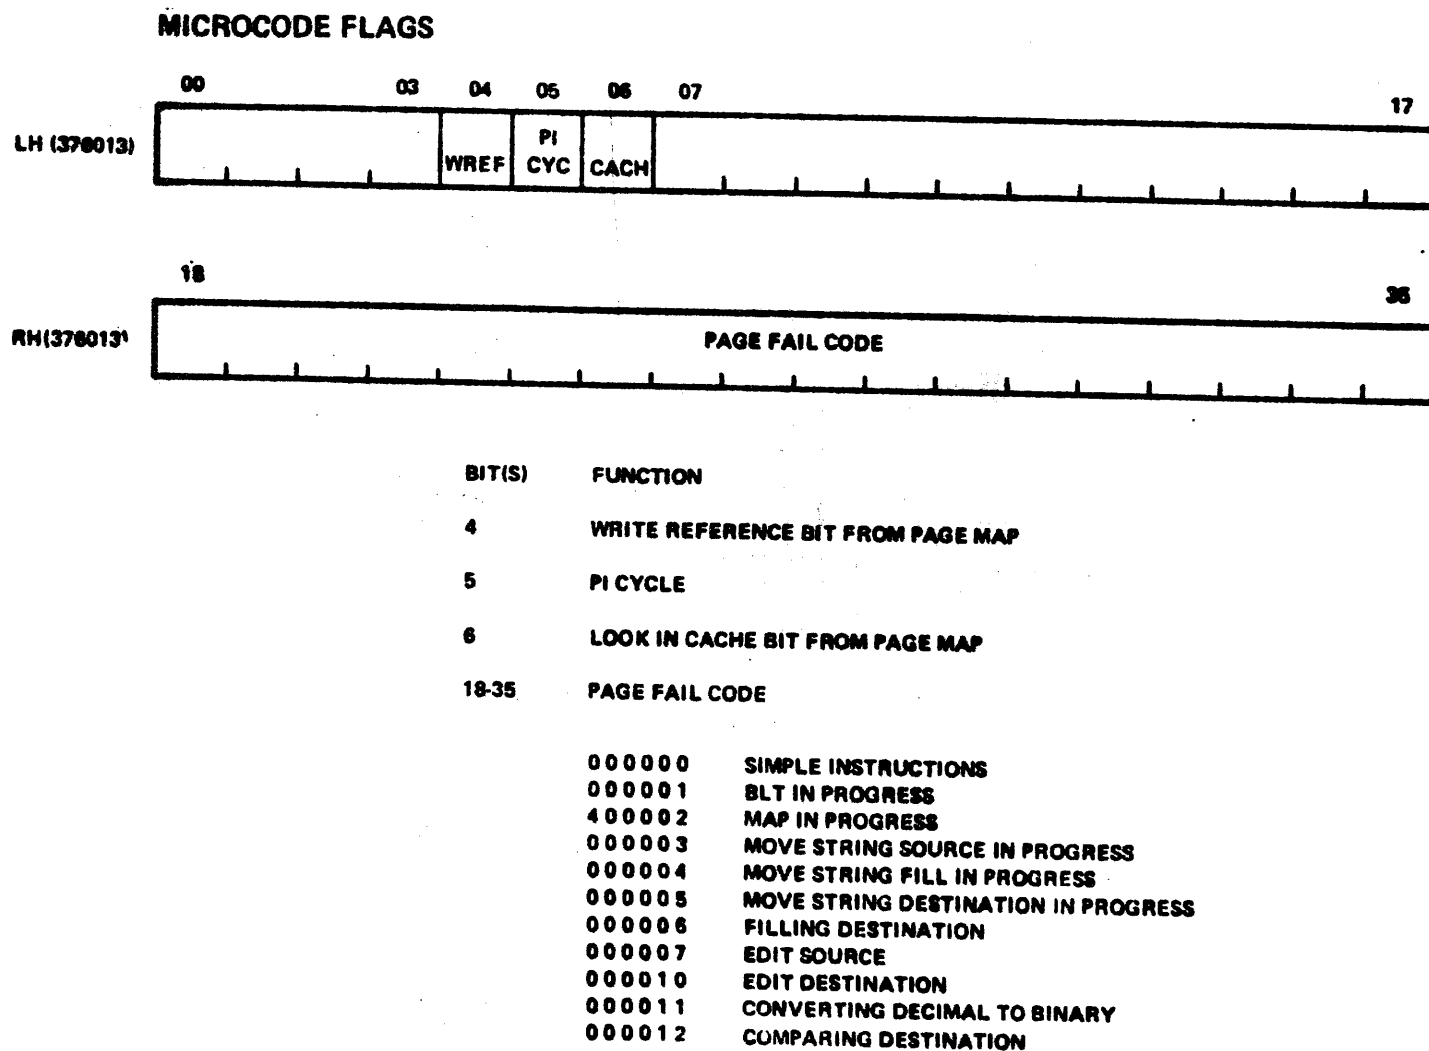 MICROCODE FLAGS
00 03 04 05 06 07 17
LH (376013) WREF PI CYC CACH
18 35
RH(376013) PAGE FAIL CODE
BIT(S) FUNCTION
4 WRITE REFERENCE BIT FROM PAGE MAP
5 PI CYCLE
6 LOOK IN CACHE BIT FROM PAGE MAP
18-35 PAGE FAIL CODE
000000 SIMPLE INSTRUCTIONS
000001 BLT IN PROGRESS
400002 MAP IN PROGRESS
000003 MOVE STRING SOURCE IN PROGRESS
000004 MOVE STRING FILL IN PROGRESS
000005 MOVE STRING DESTINATION IN PROGRESS
000006 FILLING DESTINATION
000007 EDIT SOURCE
000010 EDIT DESTINATION
000011 CONVERTING DECIMAL TO BINARY
000012 COMPARING DESTINATION